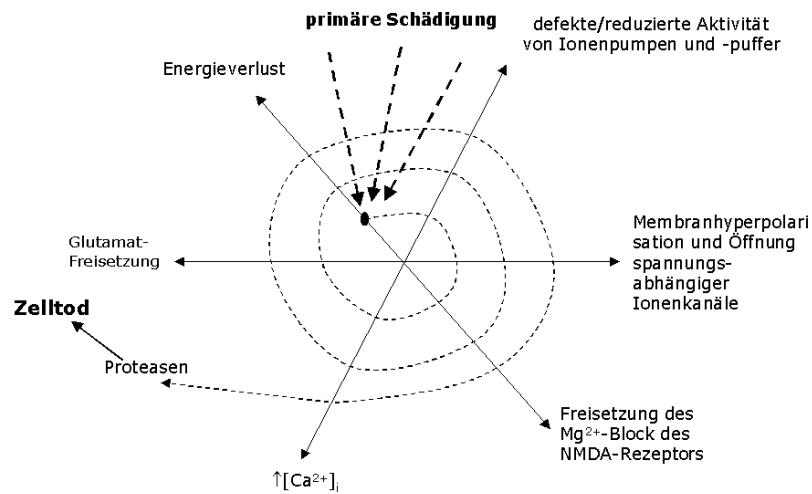 primäre Schädigung
defekte/reduzierte Aktivität
von Ionenpumpen und -puffer
Energieverlust
Membranhyperpolari
sation und Öffnung
spannungs-
abhängiger
Ionenkanäle
Glutamat-
Freisetzung
Zelltod
Proteasen
Freisetzung des
Mg²⁺-Block des
NMDA-Rezeptors
↑[Ca²⁺]ᵢ